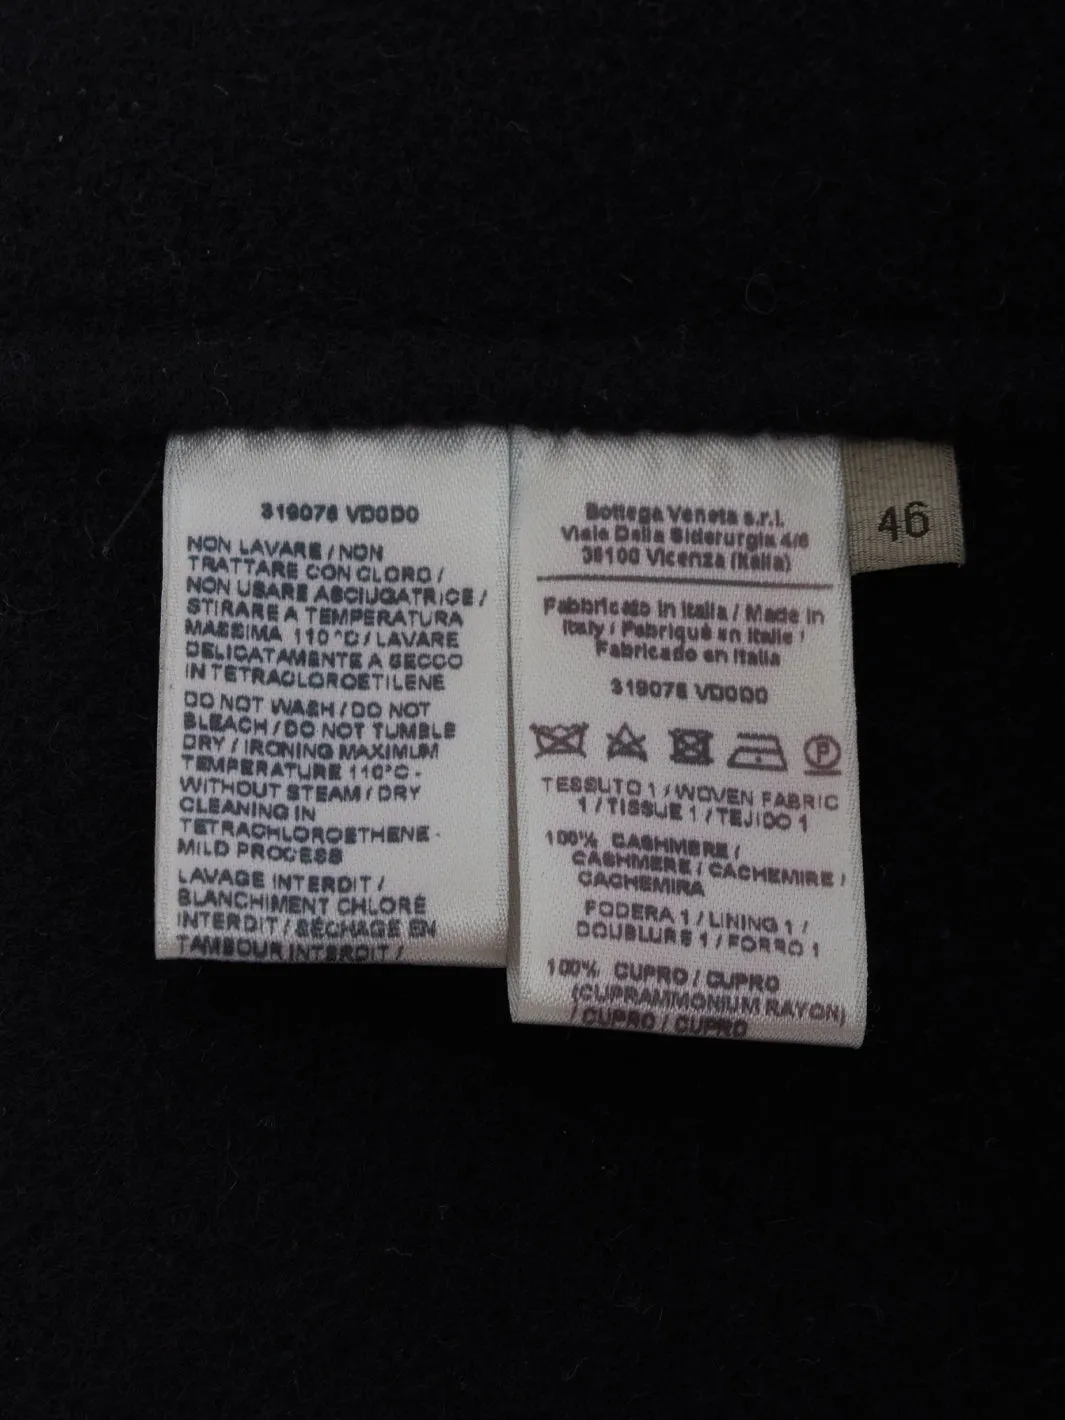 319076 VD0D0
NON LAVARE / NON
TRATTARE CON CLORO /
NON USARE ASCIUGATRICE /
STIRARE A TEMPERATURA
MASSIMA 110°C / LAVARE
DELICATAMENTE A SECCO
IN TETRACLOROETILENE
DO NOT WASH / DO NOT
BLEACH / DO NOT TUMBLE
DRY / IRONING MAXIMUM
TEMPERATURE 110°C -
WITHOUT STEAM / DRY
CLEANING IN
TETRACHLOROETHENE -
MILD PROCESS
LAVAGE INTERDIT /
BLANCHIMENT CHLORÉ
INTERDIT / SÉCHAGE EN
TAMBOUR INTERDIT /
Bottega Veneta s.r.l.
Viale Della Siderurgia 4/6
36100 Vicenza (Italia)
Fabbricato in Italia / Made in
Italy / Fabriqué en Italie /
Fabricado en Italia
319076 VD0D0
P
TESSUTO 1 / WOVEN FABRIC
1 / TISSUE 1 / TEJIDO 1
100% CASHMERE /
CASHMERE / CACHEMIRE /
CACHEMIRA
FODERA 1 / LINING 1 /
DOUBLURE 1 / FORRO 1
100% CUPRO / CUPRO
(CUPRAMMONIUM RAYON)
/ CUPRO / CUPRO
46